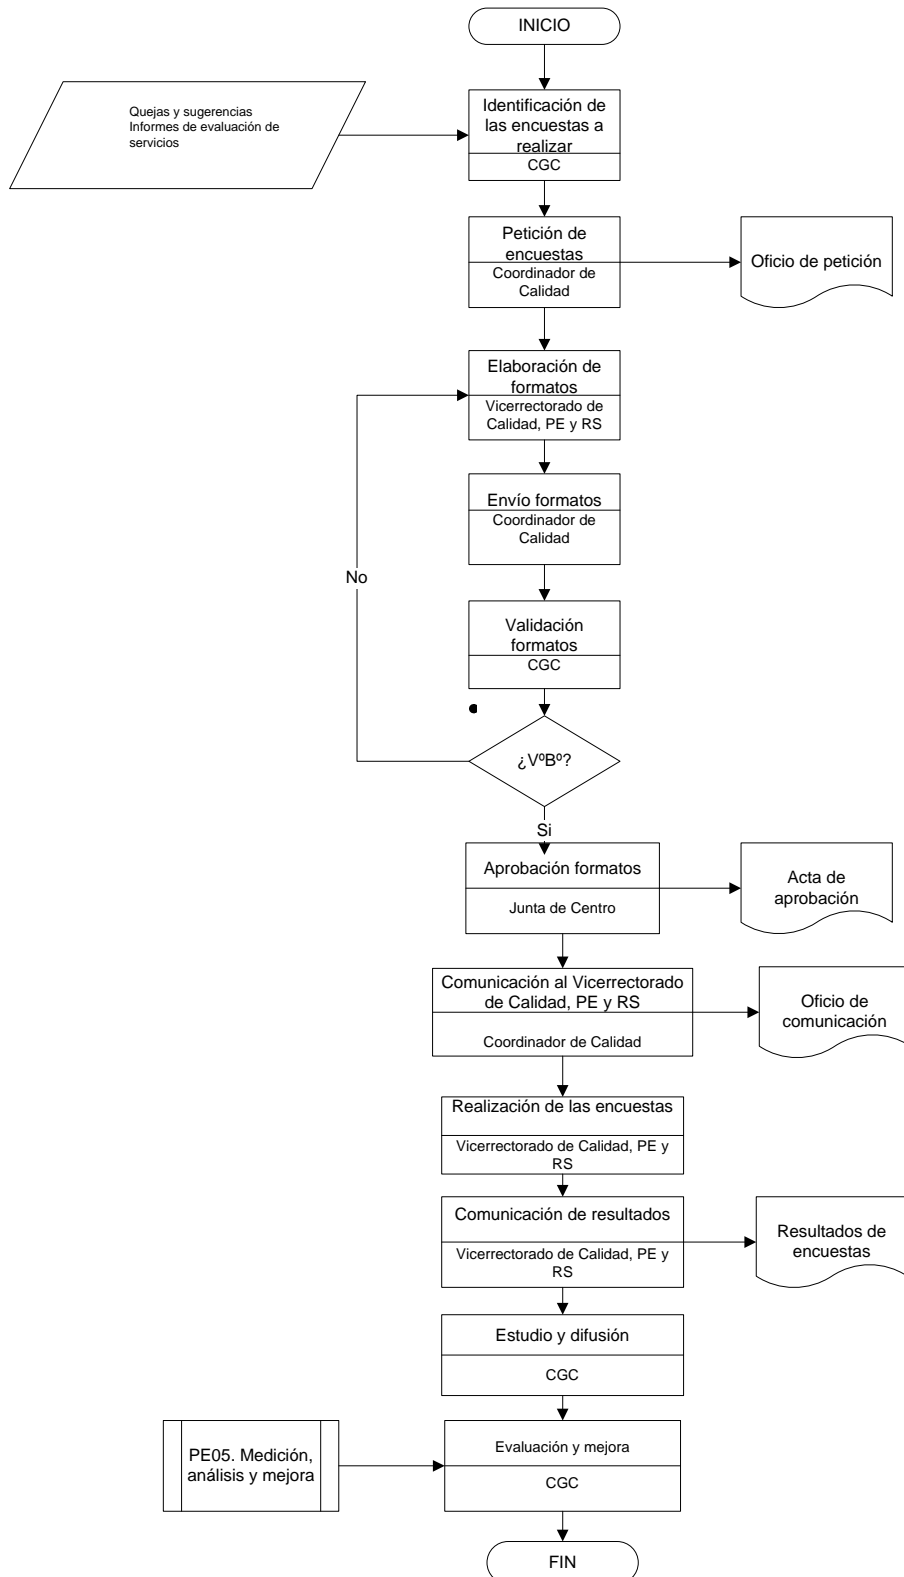 INICIO
Quejas y sugerencias
Informes de evaluación de
servicios
Identificación de
las encuestas a
realizar
CGC
Petición de
encuestas
Coordinador de
Calidad
Oficio de petición
Elaboración de
formatos
Vicerrectorado de
Calidad, PE y RS
Envío formatos
Coordinador de
Calidad
No
Validación
formatos
CGC
¿VºBº?
Si
Aprobación formatos
Junta de Centro
Acta de
aprobación
Comunicación al Vicerrectorado
de Calidad, PE y RS
Coordinador de Calidad
Oficio de
comunicación
Realización de las encuestas
Vicerrectorado de Calidad, PE y
RS
Comunicación de resultados
Vicerrectorado de Calidad, PE y
RS
Resultados de
encuestas
Estudio y difusión
CGC
PE05. Medición,
análisis y mejora
Evaluación y mejora
CGC
FIN